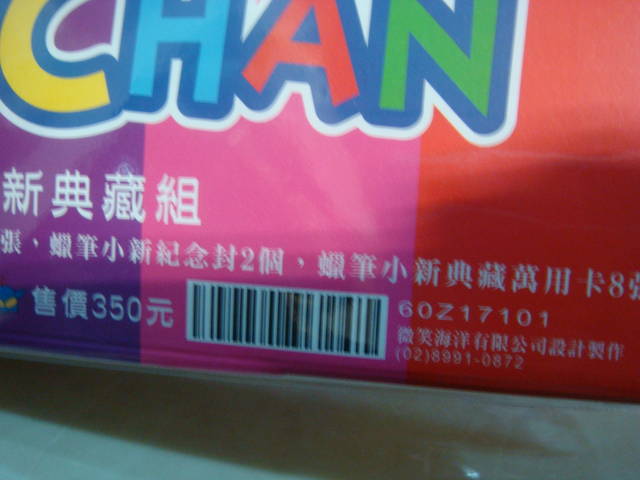 CHAN
新典藏組
張，蠟筆小新紀念封2個，蠟筆小新典藏萬用卡8張
售價350元
60Z17101
微笑海洋有限公司設計製作
(02)8991-0872